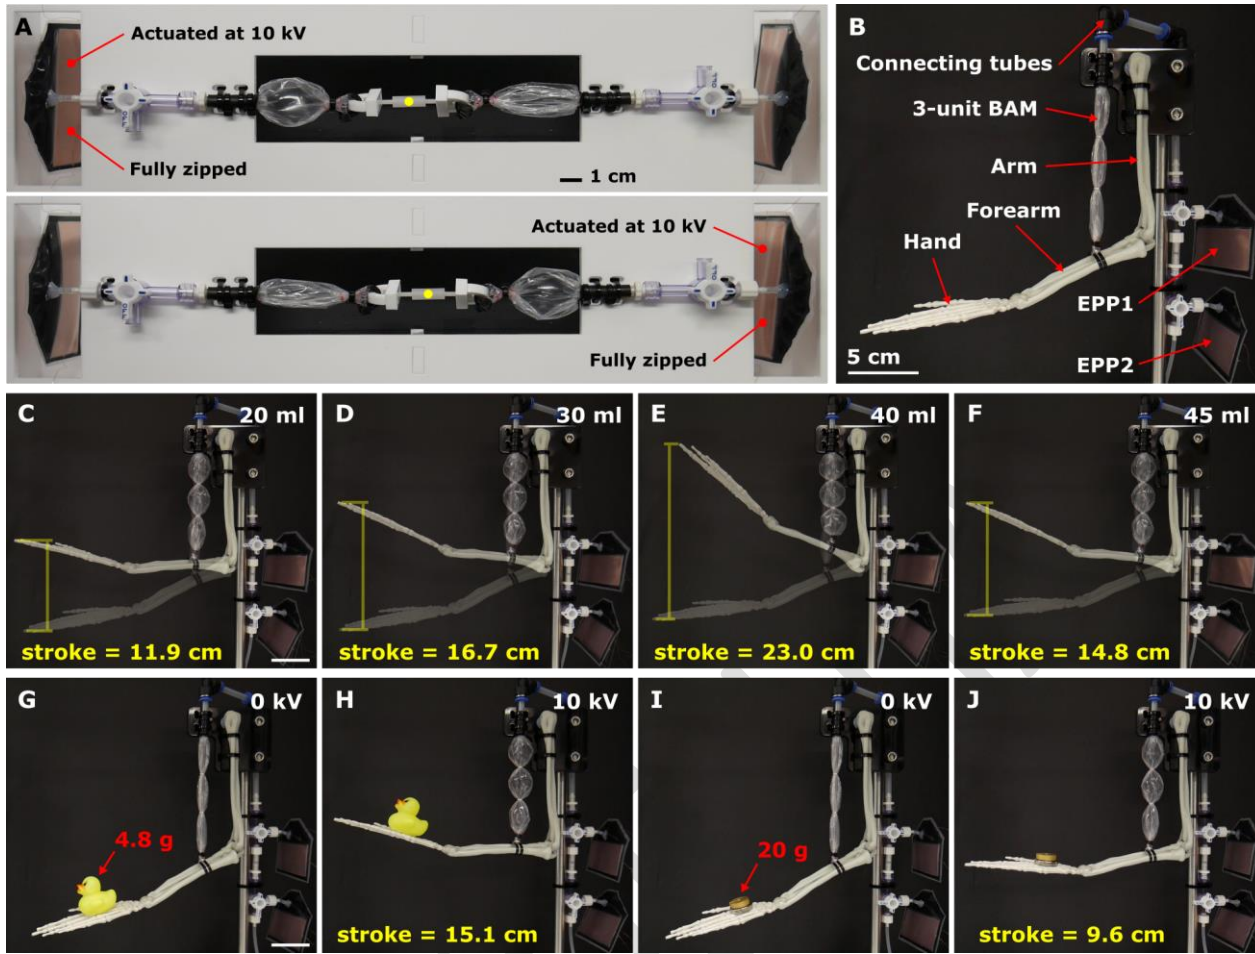 A
Actuated at 10 kV
Fully zipped
1 cm
Actuated at 10 kV
Fully zipped
B
Connecting tubes
3-unit BAM
Arm
Forearm
Hand
EPP1
EPP2
5 cm
C
20 ml
stroke = 11.9 cm
D
30 ml
stroke = 16.7 cm
E
40 ml
stroke = 23.0 cm
F
45 ml
stroke = 14.8 cm
G
0 kV
4.8 g
H
10 kV
stroke = 15.1 cm
I
0 kV
20 g
J
10 kV
stroke = 9.6 cm